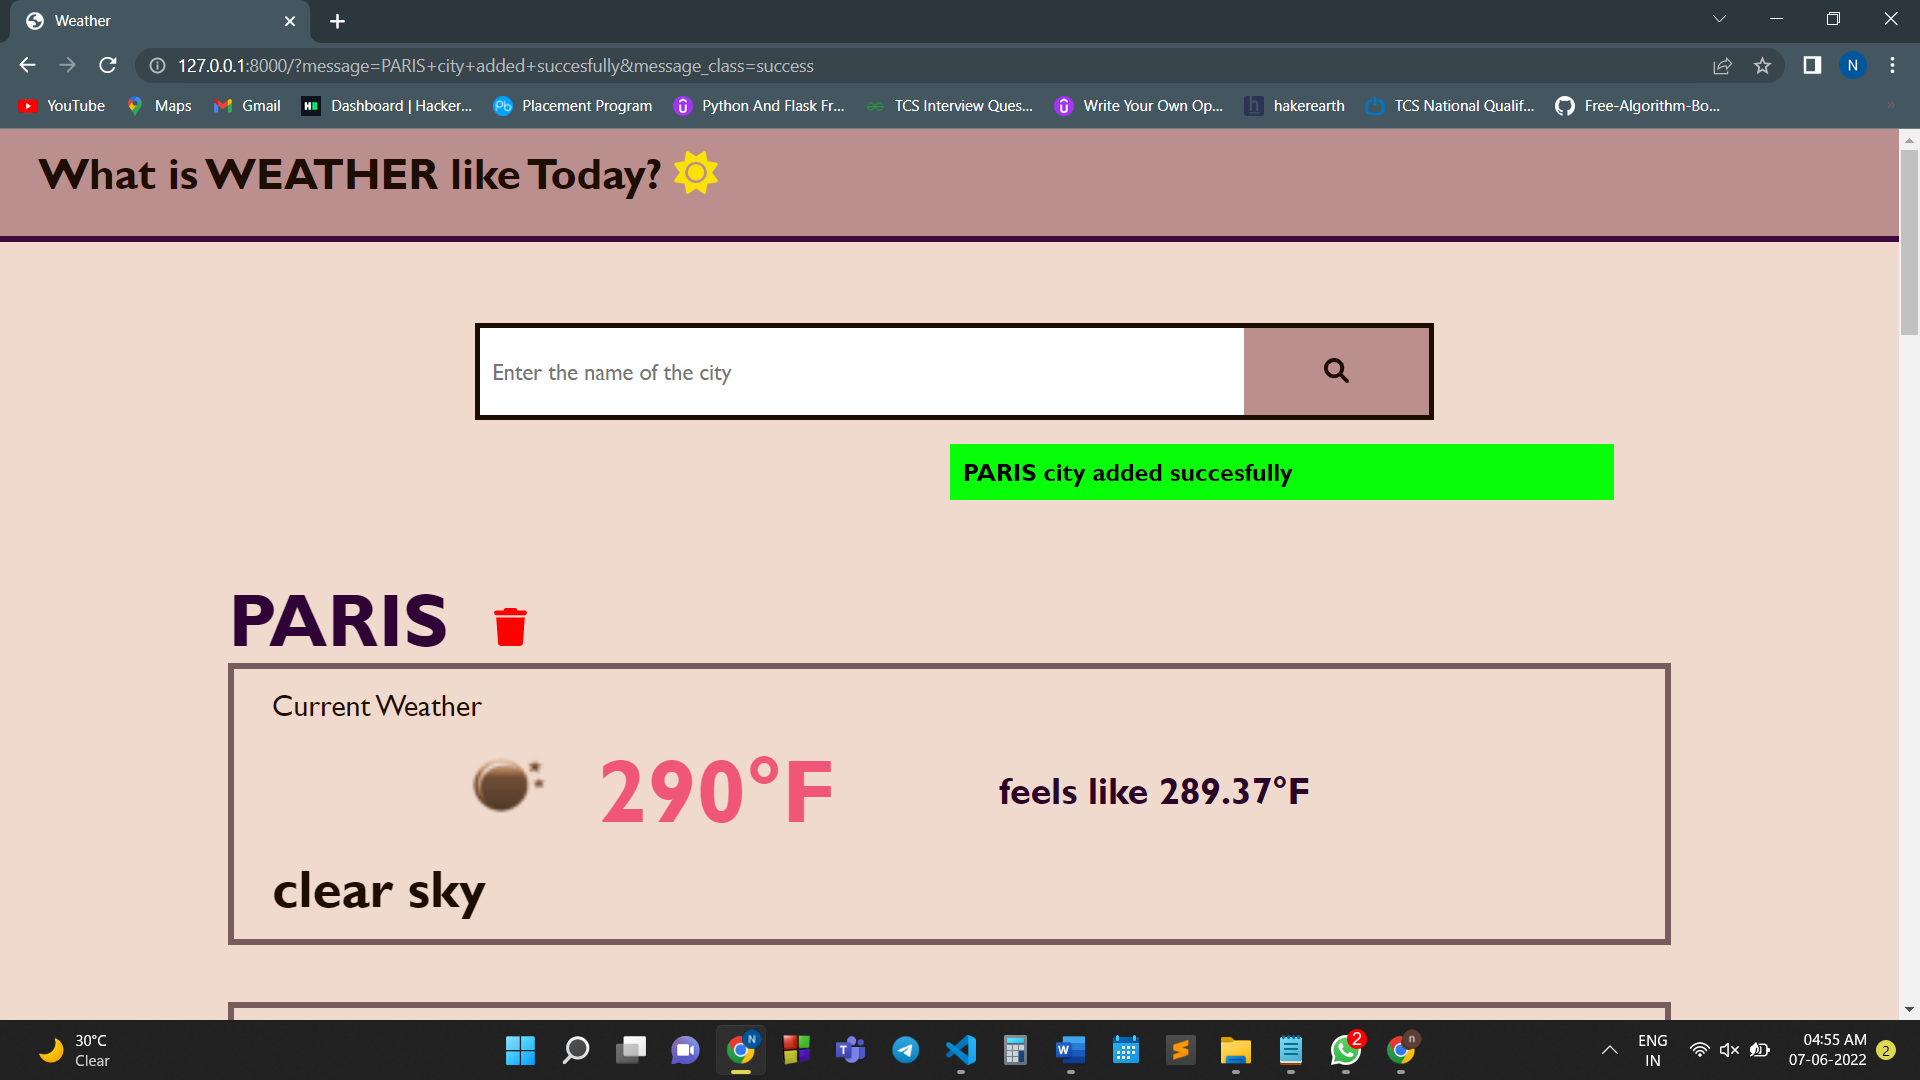 Weather
127.0.0.1:8000/?message=PARIS+city+added+succesfully&message_class=success
N
YouTube
Maps
Gmail
Dashboard | Hacker...
Placement Program
Python And Flask Fr...
TCS Interview Ques...
Write Your Own Op...
hakerearth
TCS National Qualif...
Free-Algorithm-Bo...
What is WEATHER like Today?
Enter the name of the city
PARIS city added succesfully
PARIS
Current Weather
290°F
feels like 289.37°F
clear sky
30°C
Clear
N
2
n
ENG
IN
04:55 AM
07-06-2022
2